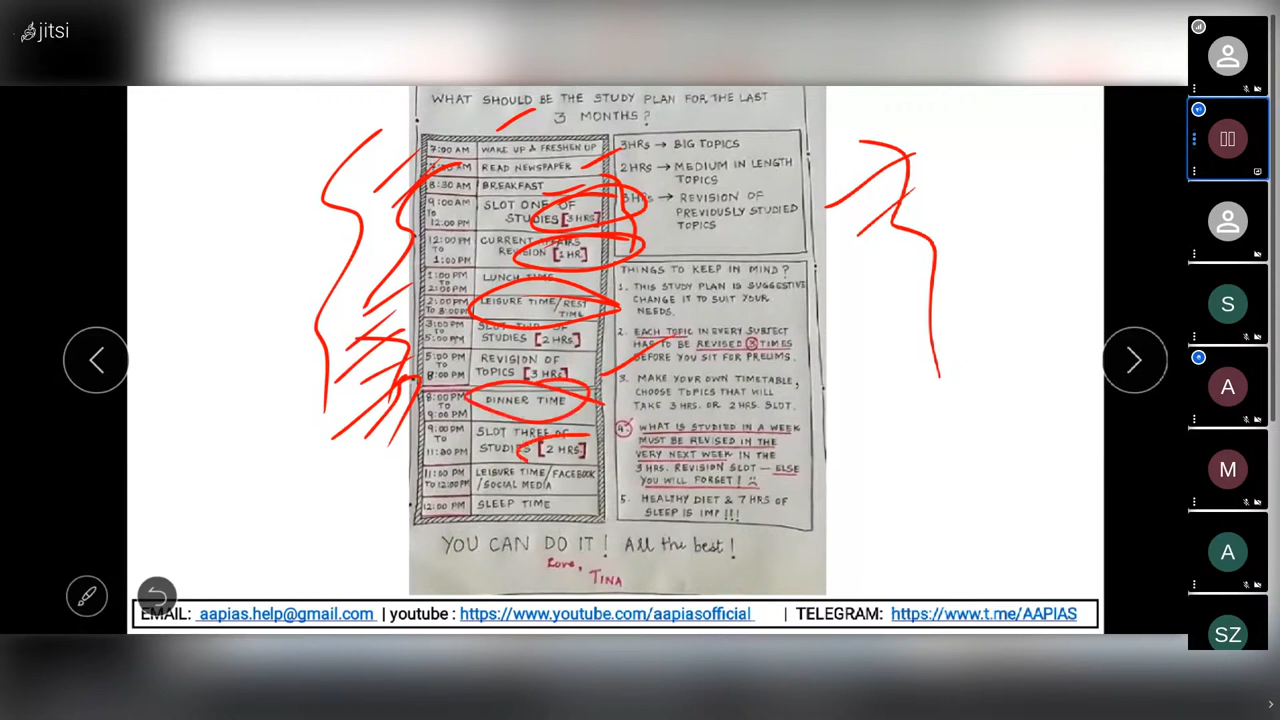 jitsi
WHAT SHOULD BE THE STUDY PLAN FOR THE LAST
3 MONTHS?
7:00 AM WAKE UP & FRESHEN UP
READ NEWSPAPER
8:30 AM BREAKFAST
9:00AM TO 12:00 PM SLOT ONE OF
STUDIES [3 HRS]
12:00 PM TO 1:00 PM CURRENT AFFAIRS
REVISION [1 HR]
1:00 PM TO 2:00 PM LUNCH TIME
2:00 PM TO 3:00 PM LEISURE TIME/REST
TIME
3:00 PM TO 5:00 PM SLOT TWO OF
STUDIES [2 HRS]
5:00 PM TO 8:00 PM REVISION OF
TOPICS [3 HRS]
8:00 PM TO 9:00 PM DINNER TIME
9:00 PM TO 11:00 PM SLOT THREE OF
STUDIES [2 HRS]
11:00 PM TO 12:00 PM LEISURE TIME/FACEBOOK
/SOCIAL MEDIA
12:00 PM SLEEP TIME
3HRS → BIG TOPICS
2HRS → MEDIUM IN LENGTH
TOPICS
3HRS → REVISION OF
PREVIOUSLY STUDIED
TOPICS
THINGS TO KEEP IN MIND?
1. THIS STUDY PLAN IS SUGGESTIVE
CHANGE IT TO SUIT YOUR
NEEDS.
2. EACH TOPIC IN EVERY SUBJECT
HAS TO BE REVISED 3 TIMES
BEFORE YOU SIT FOR PRELIMS.
3. MAKE YOUR OWN TIMETABLE,
CHOOSE TOPICS THAT WILL
TAKE 3 HRS. OR 2 HRS. SLOT.
4. WHAT IS STUDIED IN A WEEK
MUST BE REVISED IN THE
VERY NEXT WEEK IN THE
3 HRS. REVISION SLOT — ELSE
YOU WILL FORGET!
5. HEALTHY DIET & 7 HRS OF
SLEEP IS IMP !!!
YOU CAN DO IT! All the best!
Love,
TINA
EMAIL: aapias.help@gmail.com | youtube : https://www.youtube.com/aapiasofficial | TELEGRAM: https://www.t.me/AAPIAS
S
A
M
A
SZ